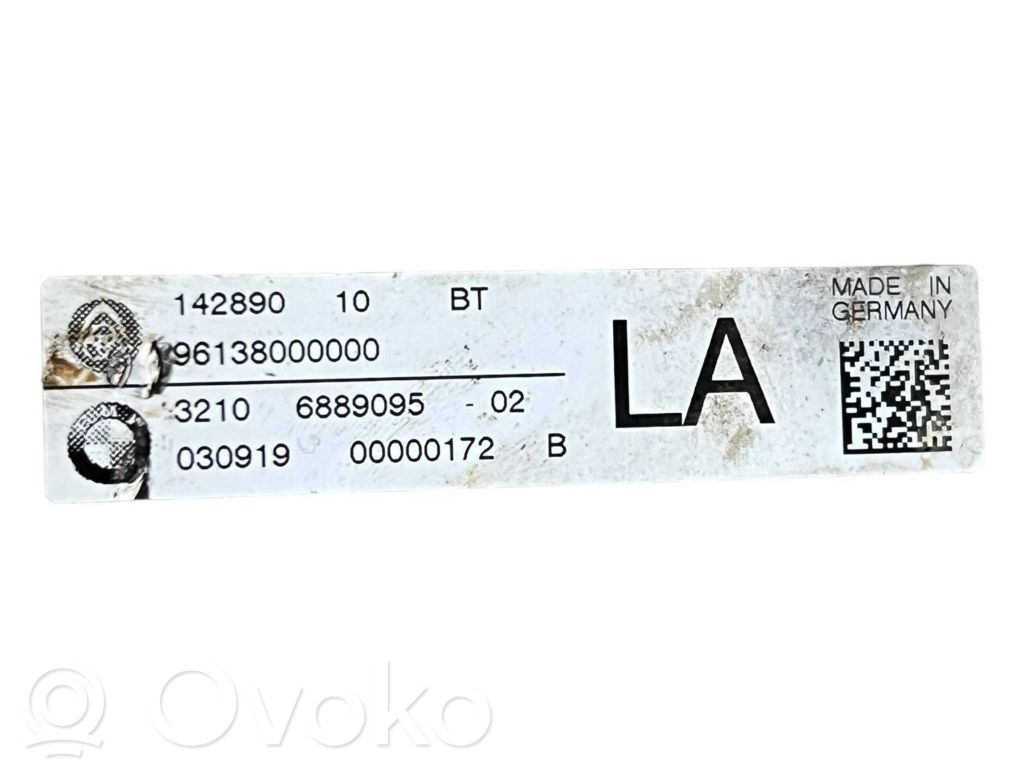 142890 10 BT
96138000000
3210 6889095 - 02
030919 00000172 B
LA
MADE IN
GERMANY
Ovoko